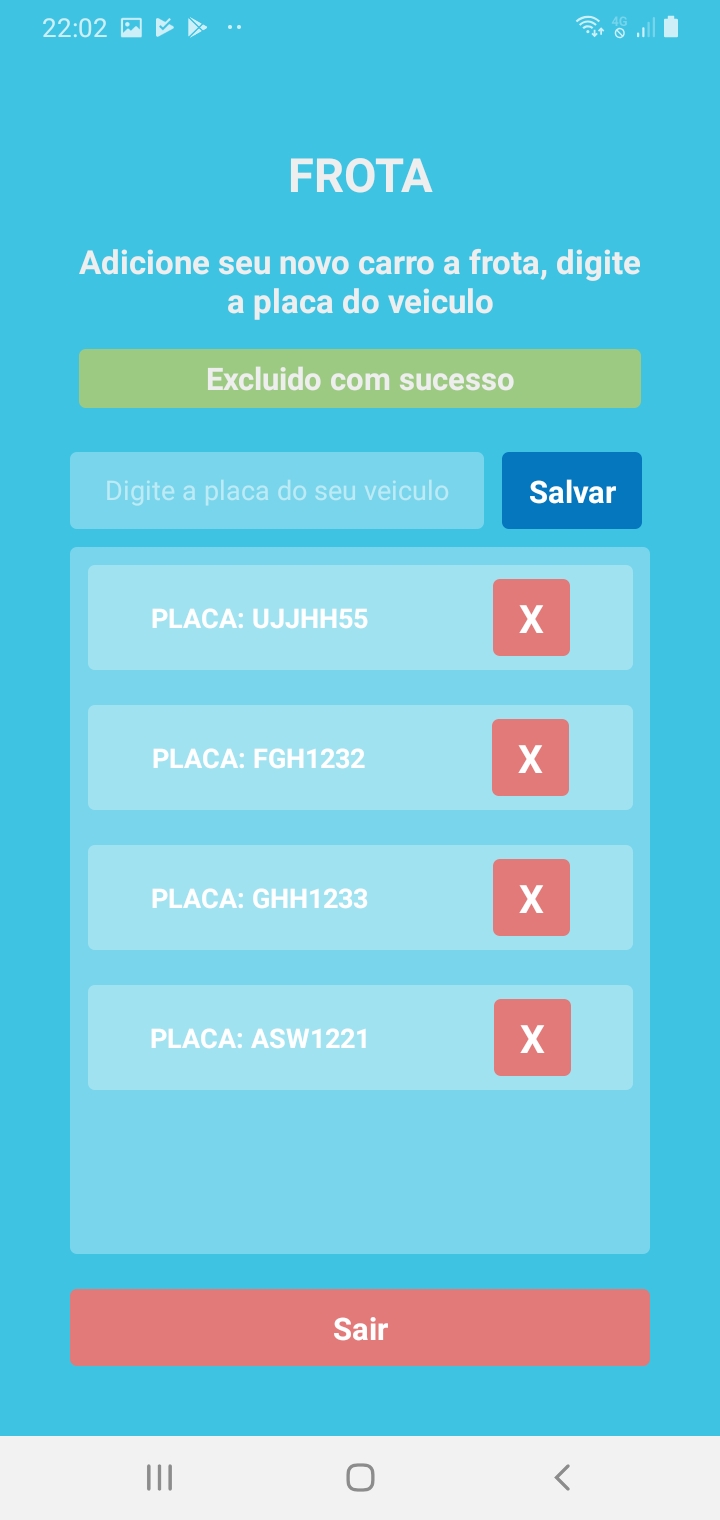 22:02
4G
FROTA
Adicione seu novo carro a frota, digite
a placa do veiculo
Excluido com sucesso
Digite a placa do seu veiculo
Salvar
PLACA: UJJHH55
X
PLACA: FGH1232
X
PLACA: GHH1233
X
PLACA: ASW1221
X
Sair